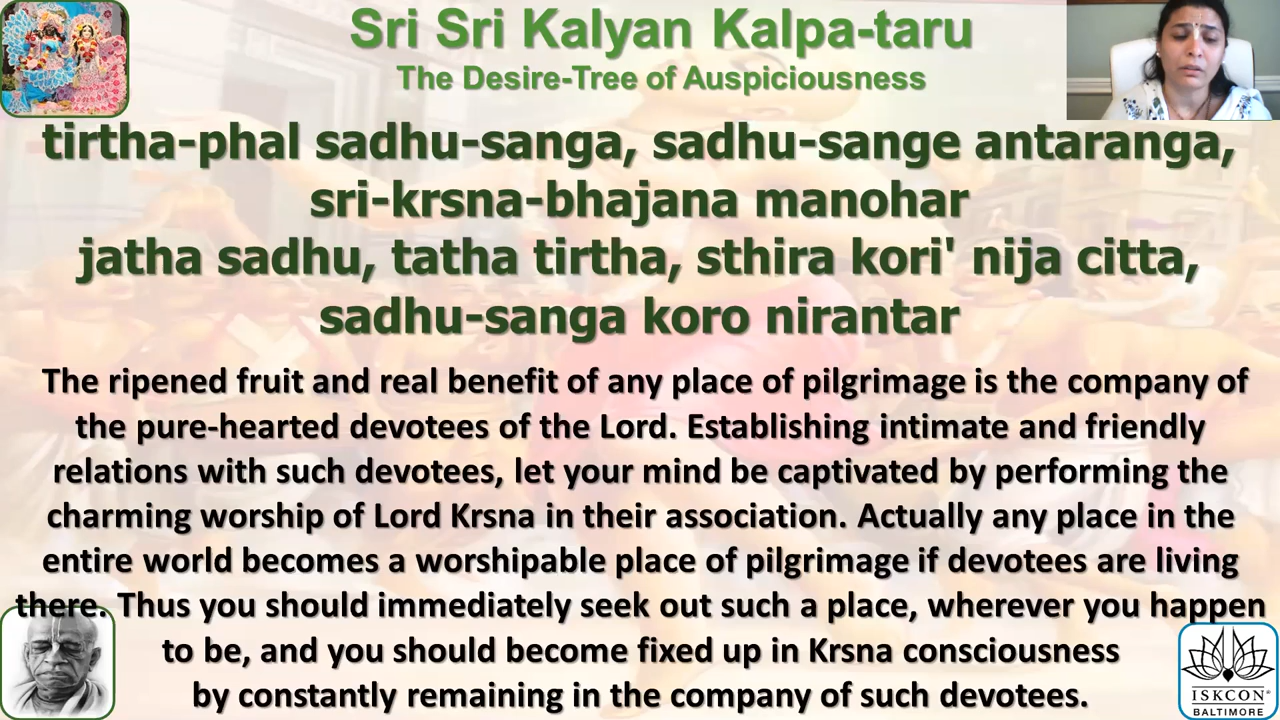 Sri Sri Kalyan Kalpa-taru
The Desire-Tree of Auspiciousness
tirtha-phal sadhu-sanga, sadhu-sange antaranga,
sri-krsna-bhajana manohar
jatha sadhu, tatha tirtha, sthira kori' nija citta,
sadhu-sanga koro nirantar
The ripened fruit and real benefit of any place of pilgrimage is the company of
the pure-hearted devotees of the Lord. Establishing intimate and friendly
relations with such devotees, let your mind be captivated by performing the
charming worship of Lord Krsna in their association. Actually any place in the
entire world becomes a worshipable place of pilgrimage if devotees are living
there. Thus you should immediately seek out such a place, wherever you happen
to be, and you should become fixed up in Krsna consciousness
by constantly remaining in the company of such devotees.
ISKCON®
BALTIMORE